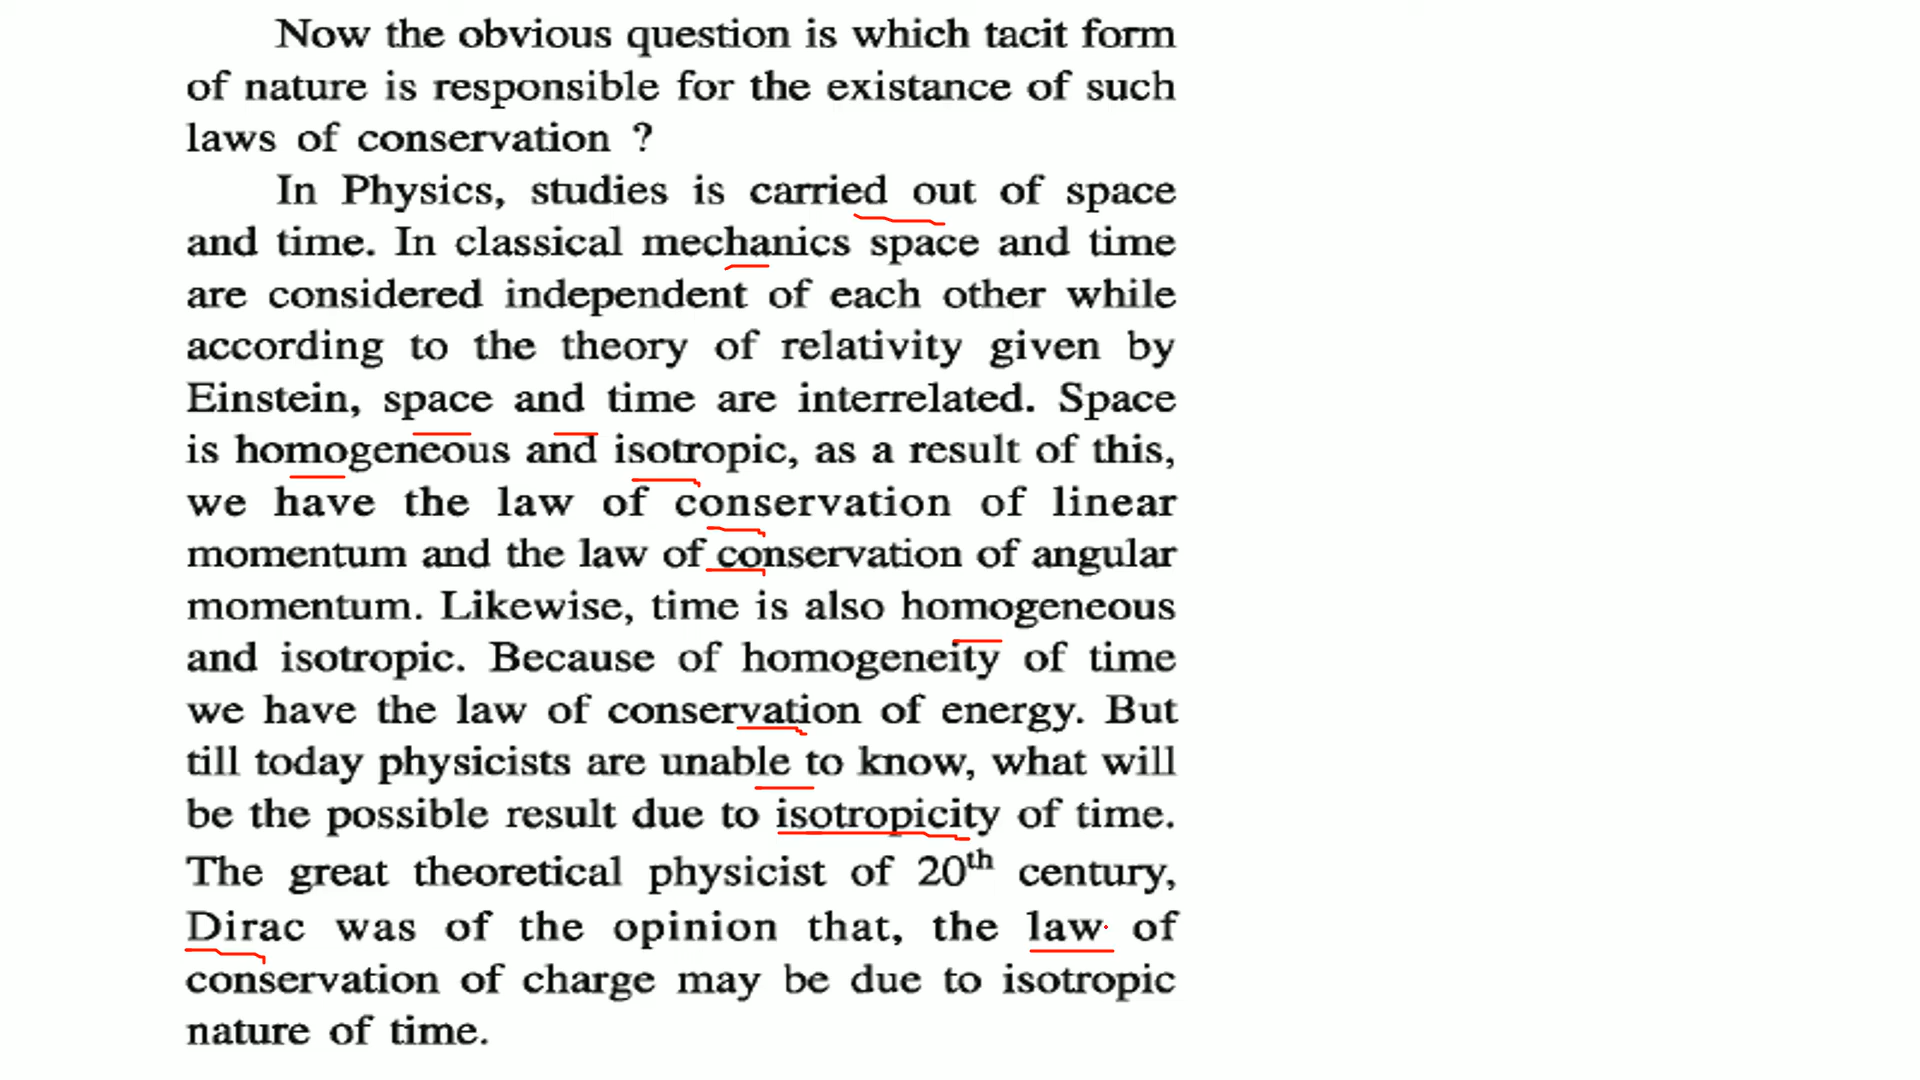 Now the obvious question is which tacit form
of nature is responsible for the existance of such
laws of conservation ?
In Physics, studies is carried out of space
and time. In classical mechanics space and time
are considered independent of each other while
according to the theory of relativity given by
Einstein, space and time are interrelated. Space
is homogeneous and isotropic, as a result of this,
we have the law of conservation of linear
momentum and the law of conservation of angular
momentum. Likewise, time is also homogeneous
and isotropic. Because of homogeneity of time
we have the law of conservation of energy. But
till today physicists are unable to know, what will
be the possible result due to isotropicity of time.
The great theoretical physicist of 20th century,
Dirac was of the opinion that, the law of
conservation of charge may be due to isotropic
nature of time.